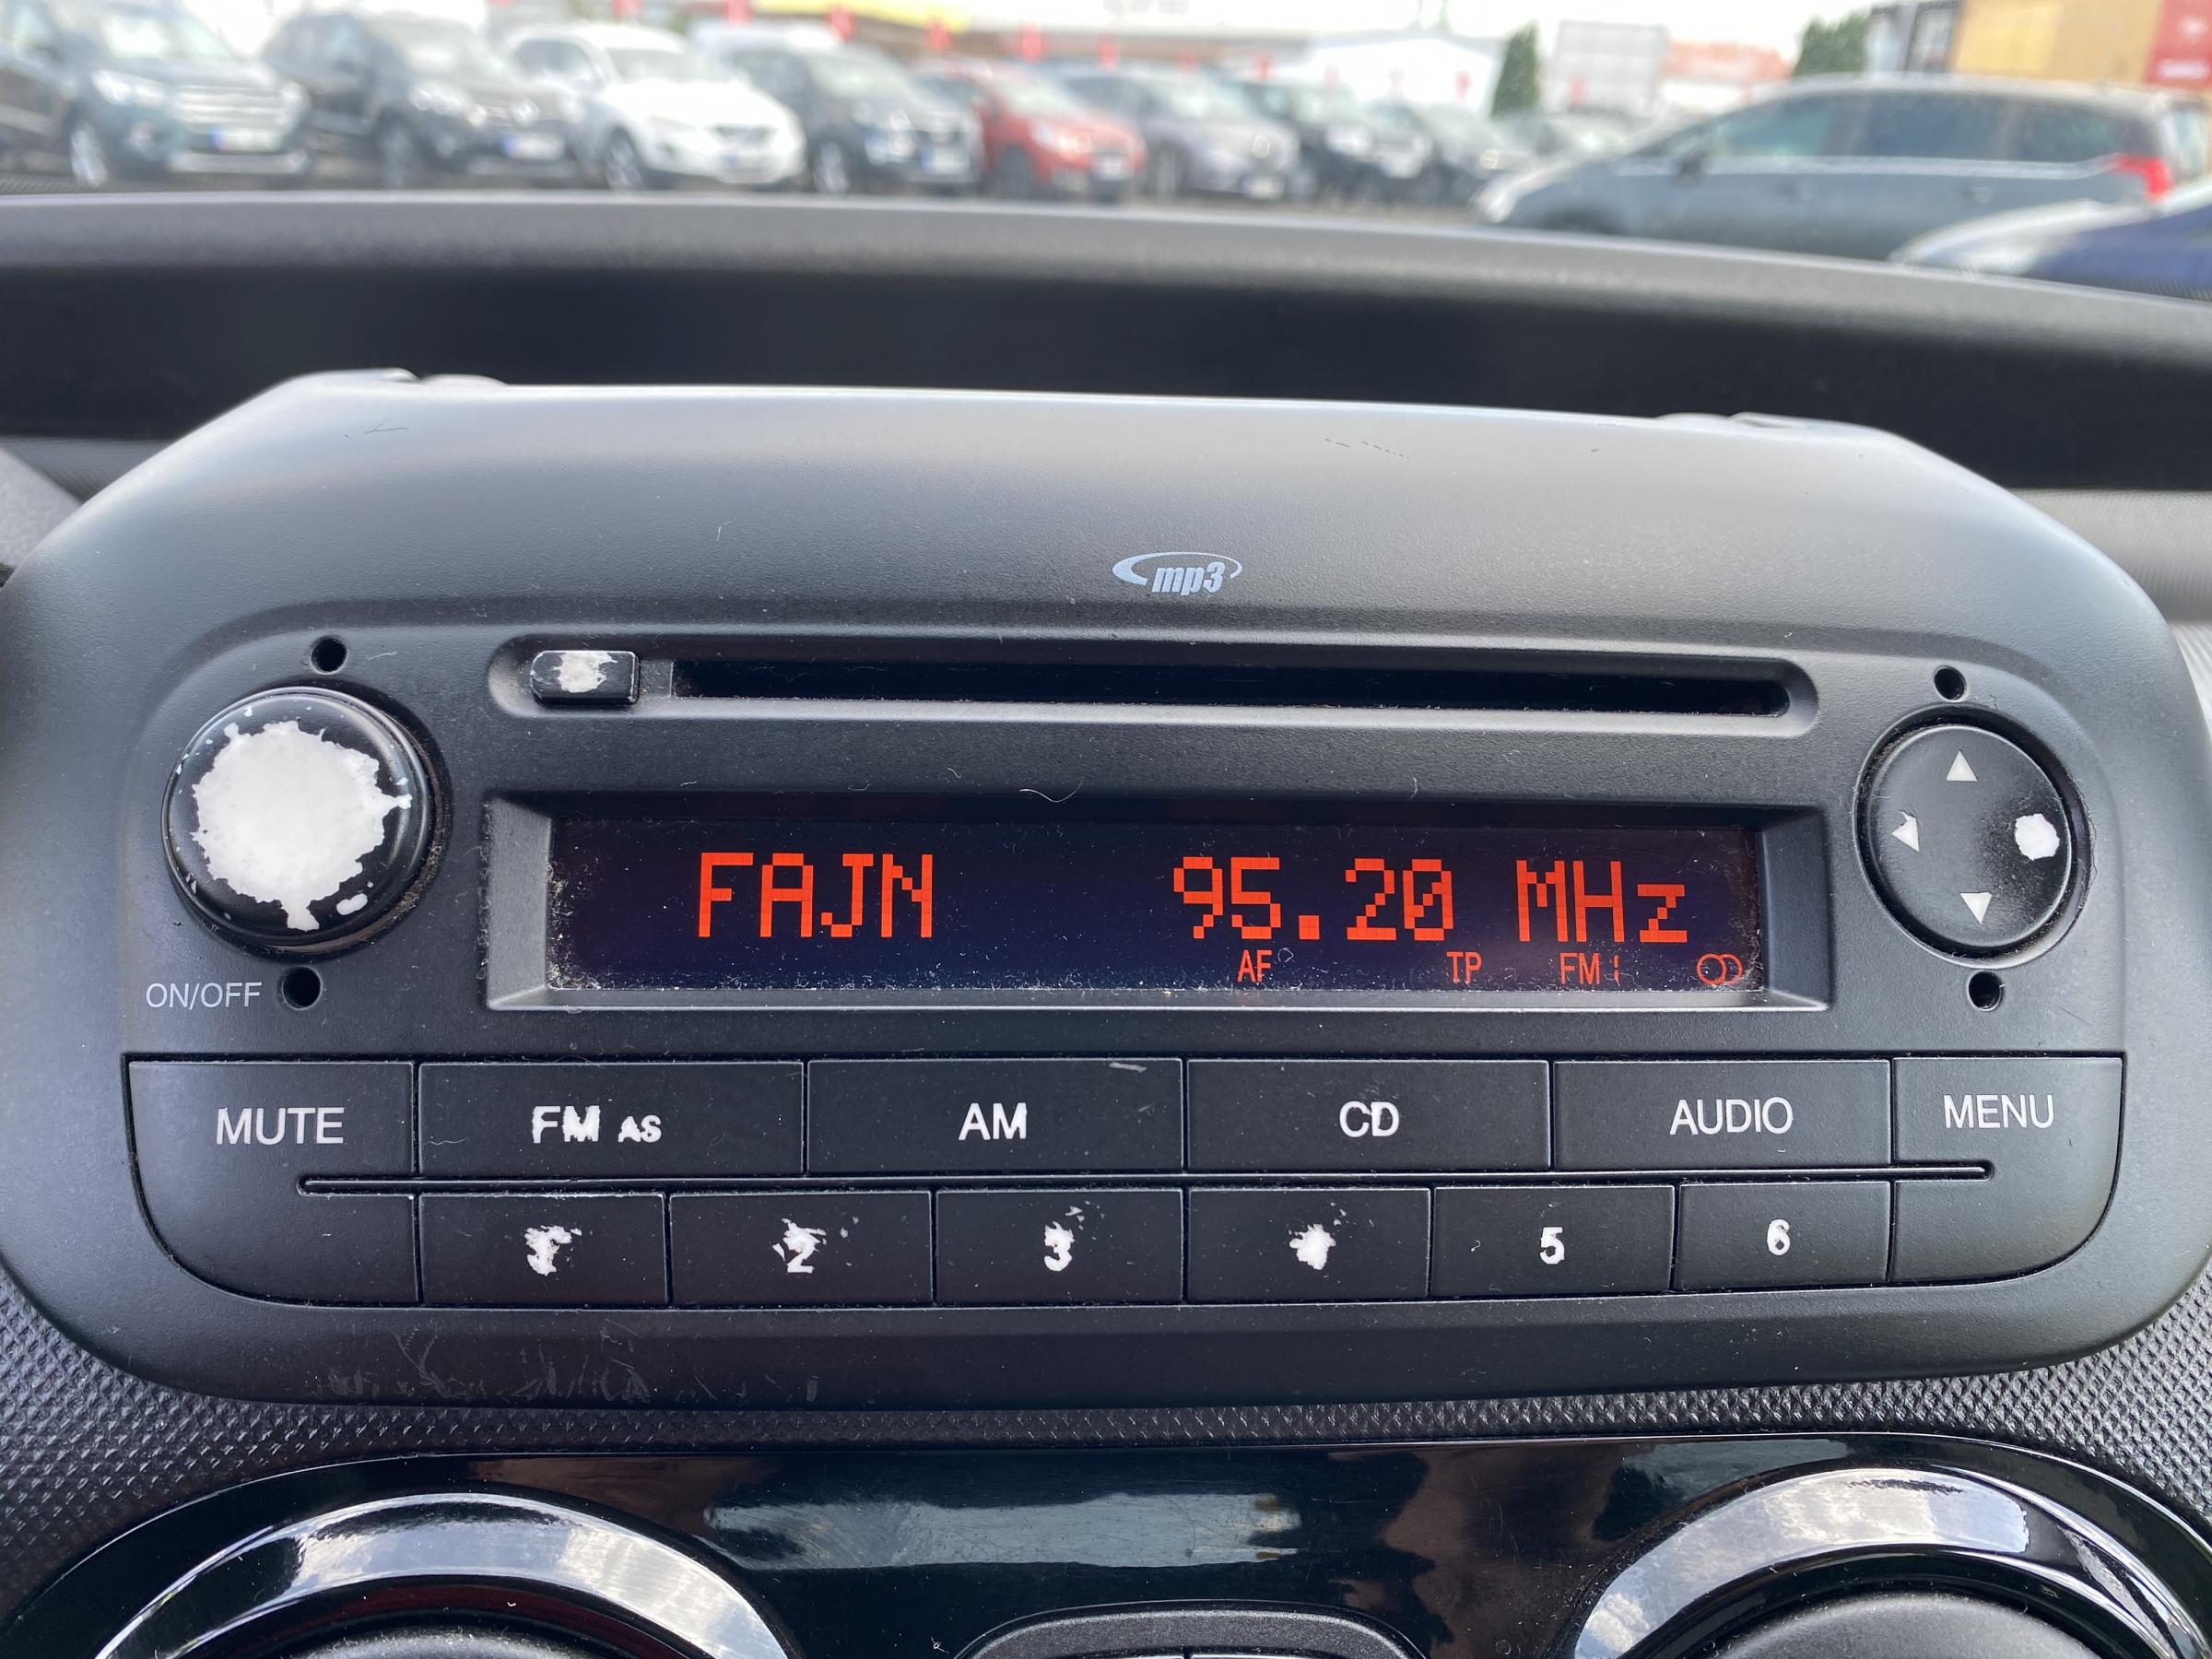 mp3
FAJN 95.20 MHz
AF TP FM1
ON/OFF
MUTE FM AS AM CD AUDIO MENU
2 3 5 6